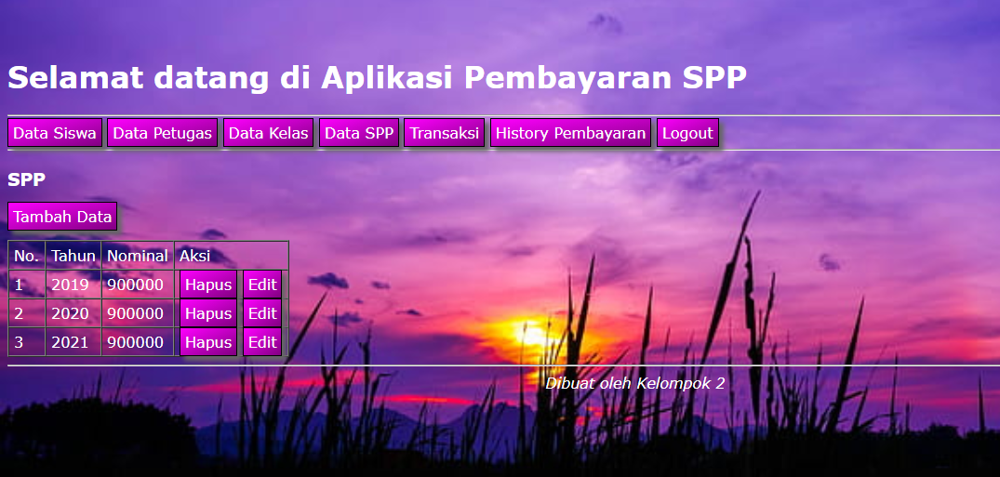 Selamat datang di Aplikasi Pembayaran SPP
Data Siswa Data Petugas Data Kelas Data SPP Transaksi History Pembayaran Logout
SPP
Tambah Data
No. Tahun Nominal Aksi
1 2019 900000 Hapus Edit
2 2020 900000 Hapus Edit
3 2021 900000 Hapus Edit
Dibuat oleh Kelompok 2